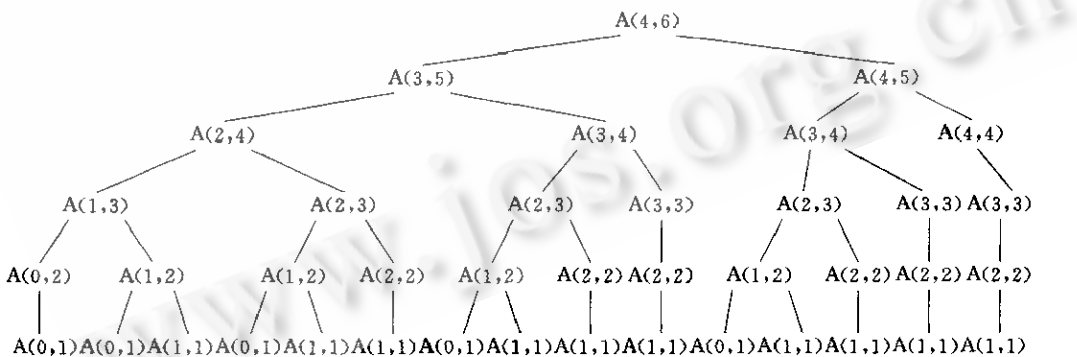 A(4,6)
A(3,5) A(4,5)
A(2,4) A(3,4) A(3,4) A(4,4)
A(1,3) A(2,3) A(2,3) A(3,3) A(2,3) A(3,3) A(3,3)
A(0,2) A(1,2) A(1,2) A(2,2) A(1,2) A(2,2) A(2,2) A(1,2) A(2,2) A(2,2) A(2,2)
A(0,1) A(0,1) A(1,1) A(0,1) A(1,1) A(1,1) A(0,1) A(1,1) A(1,1) A(1,1) A(0,1) A(1,1) A(1,1) A(1,1) A(1,1)
www.jos.org.cn